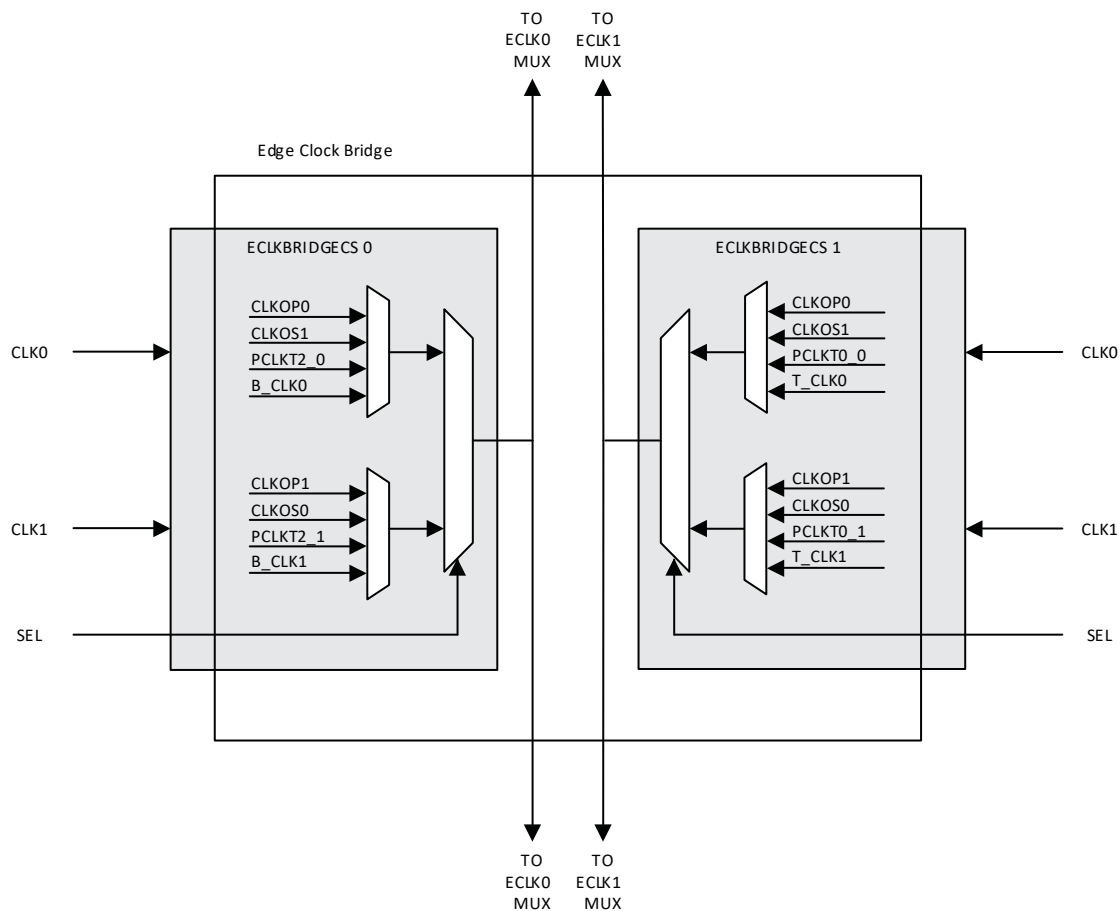 TO
ECLK0
MUX
TO
ECLK1
MUX
Edge Clock Bridge
ECLKBRIDGECS 0
ECLKBRIDGECS 1
CLKOP0
CLKOS1
PCLKT2_0
B_CLK0
CLKOP0
CLKOS1
PCLKT0_0
T_CLK0
CLK0
CLK0
CLKOP1
CLKOS0
PCLKT2_1
B_CLK1
CLKOP1
CLKOS0
PCLKT0_1
T_CLK1
CLK1
CLK1
SEL
SEL
TO
ECLK0
MUX
TO
ECLK1
MUX